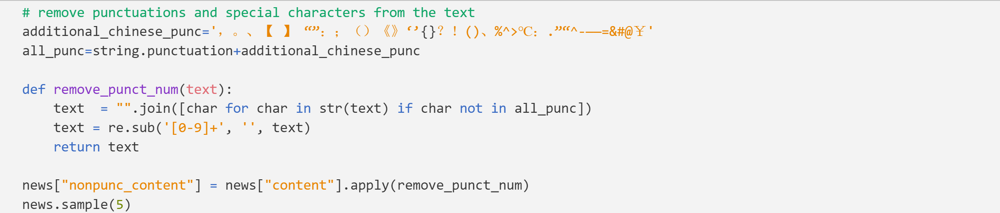 # remove punctuations and special characters from the text
additional_chinese_punc='，。、【 】 “”：；（）《》‘’{}？！()、%^>℃：.”“^-——=&#@￥'
all_punc=string.punctuation+additional_chinese_punc
def remove_punct_num(text):
    text  = "".join([char for char in str(text) if char not in all_punc])
    text = re.sub('[0-9]+', '', text)
    return text
news["nonpunc_content"] = news["content"].apply(remove_punct_num)
news.sample(5)